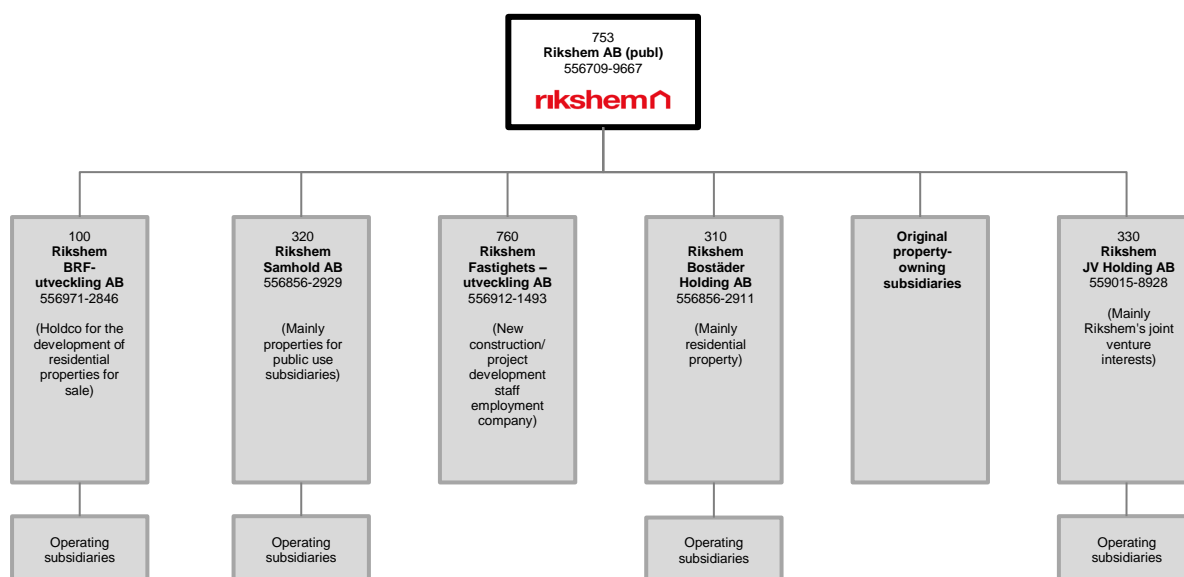 753
Rikshem AB (publ)
556709-9667
rikshem
100
Rikshem
BRF-
utveckling AB
556971-2846
(Holdco for the
development of
residential
properties for
sale)
320
Rikshem
Samhold AB
556856-2929
(Mainly
properties for
public use
subsidiaries)
760
Rikshem
Fastighets –
utveckling AB
556912-1493
(New
construction/
project
development
staff
employment
company)
310
Rikshem
Bostäder
Holding AB
556856-2911
(Mainly
residential
property)
Original
property-
owning
subsidiaries
330
Rikshem
JV Holding AB
559015-8928
(Mainly
Rikshem's joint
venture
interests)
Operating
subsidiaries
Operating
subsidiaries
Operating
subsidiaries
Operating
subsidiaries